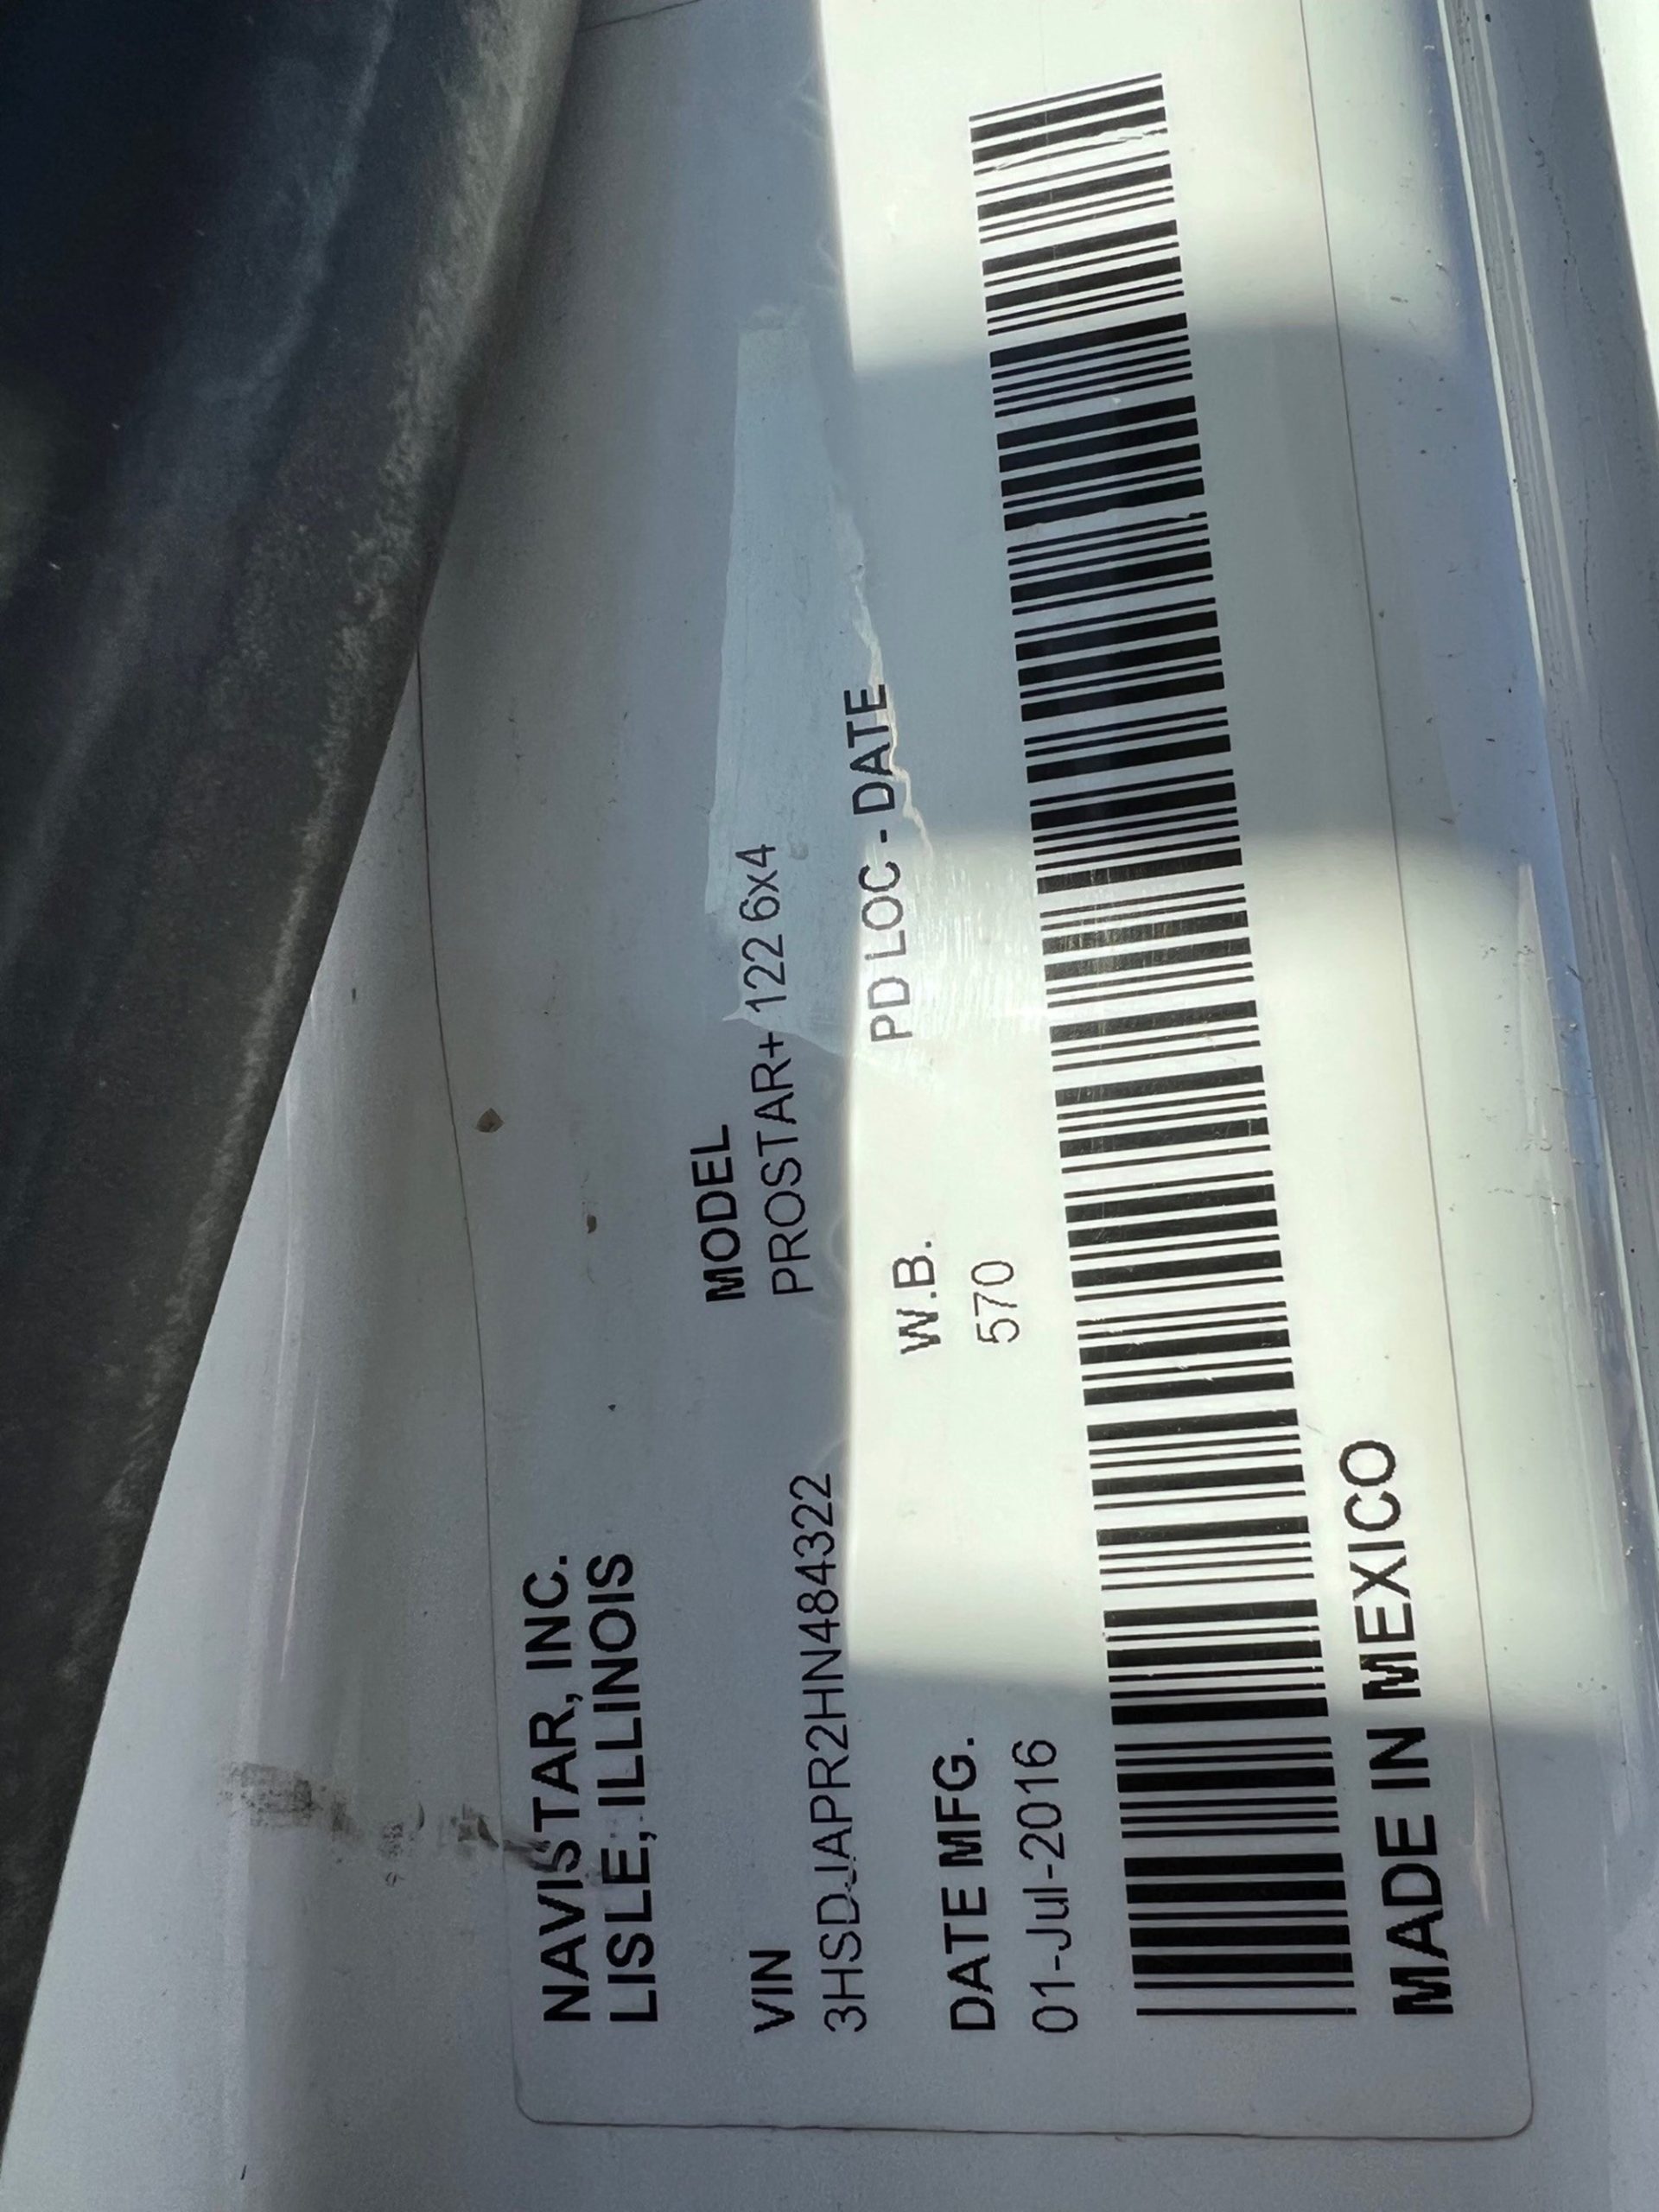 NAVISTAR, INC.
LISLE, ILLINOIS
VIN MODEL
3HSDJAPR2HN484322 PROSTAR+ 122 6x4
DATE MFG. W.B. PD LOC - DATE
01-Jul-2016 570
MADE IN MEXICO